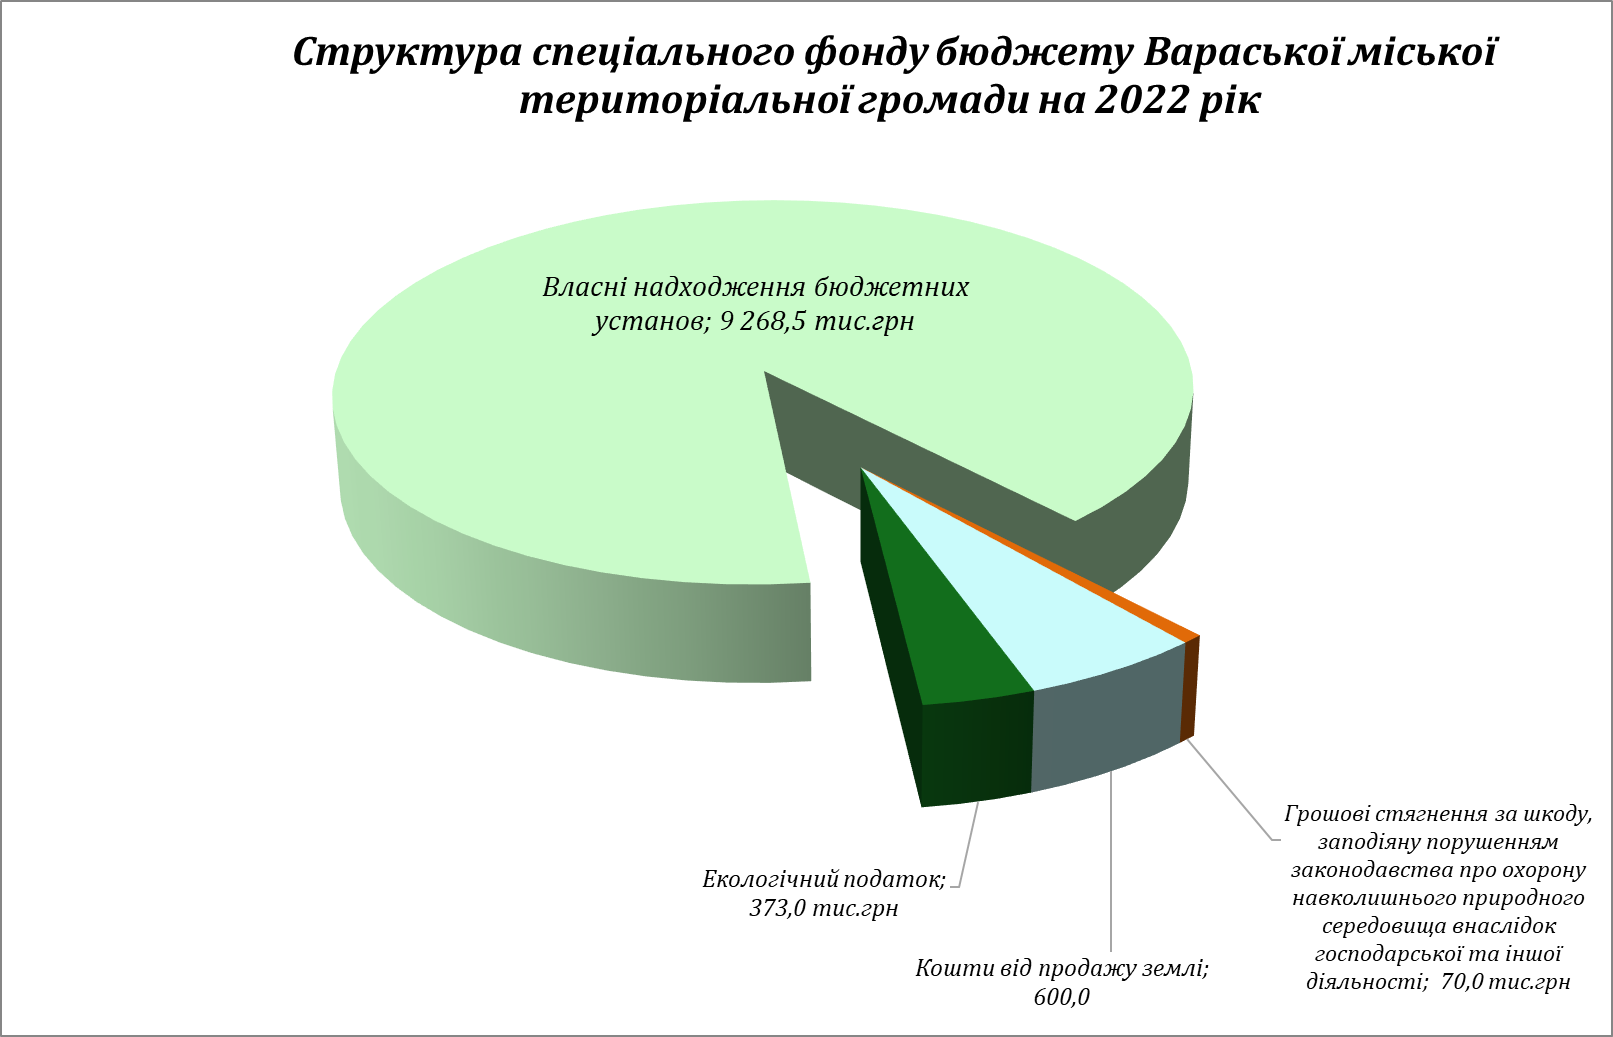 Структура спеціального фонду бюджету Вараської міської
територіальної громади на 2022 рік
Власні надходження бюджетних
установ; 9 268,5 тис.грн
Екологічний податок;
373,0 тис.грн
Кошти від продажу землі;
600,0
Грошові стягнення за шкоду,
заподіяну порушенням
законодавства про охорону
навколишнього природного
середовища внаслідок
господарської та іншої
діяльності; 70,0 тис.грн